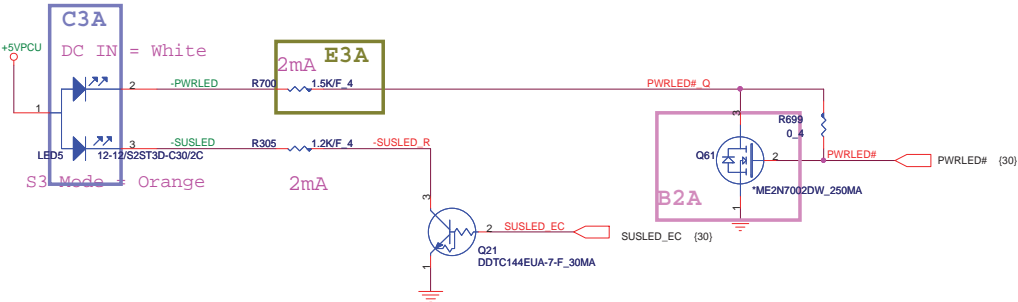 C3A
+5VPCU
DC IN = White
E3A
2mA
2
-PWRLED
R700
1.5K/F_4
PWRLED#_Q
1
3
R699
0_4
3
-SUSLED
R305
1.2K/F_4
-SUSLED_R
LED5
12-12/S2ST3D-C30/2C
Q61
2
PWRLED#
PWRLED# {30}
S3 Mode = Orange
2mA
*ME2N7002DW_250MA
B2A
1
3
SUSLED_EC
2
SUSLED_EC {30}
Q21
DDTC144EUA-7-F_30MA
1